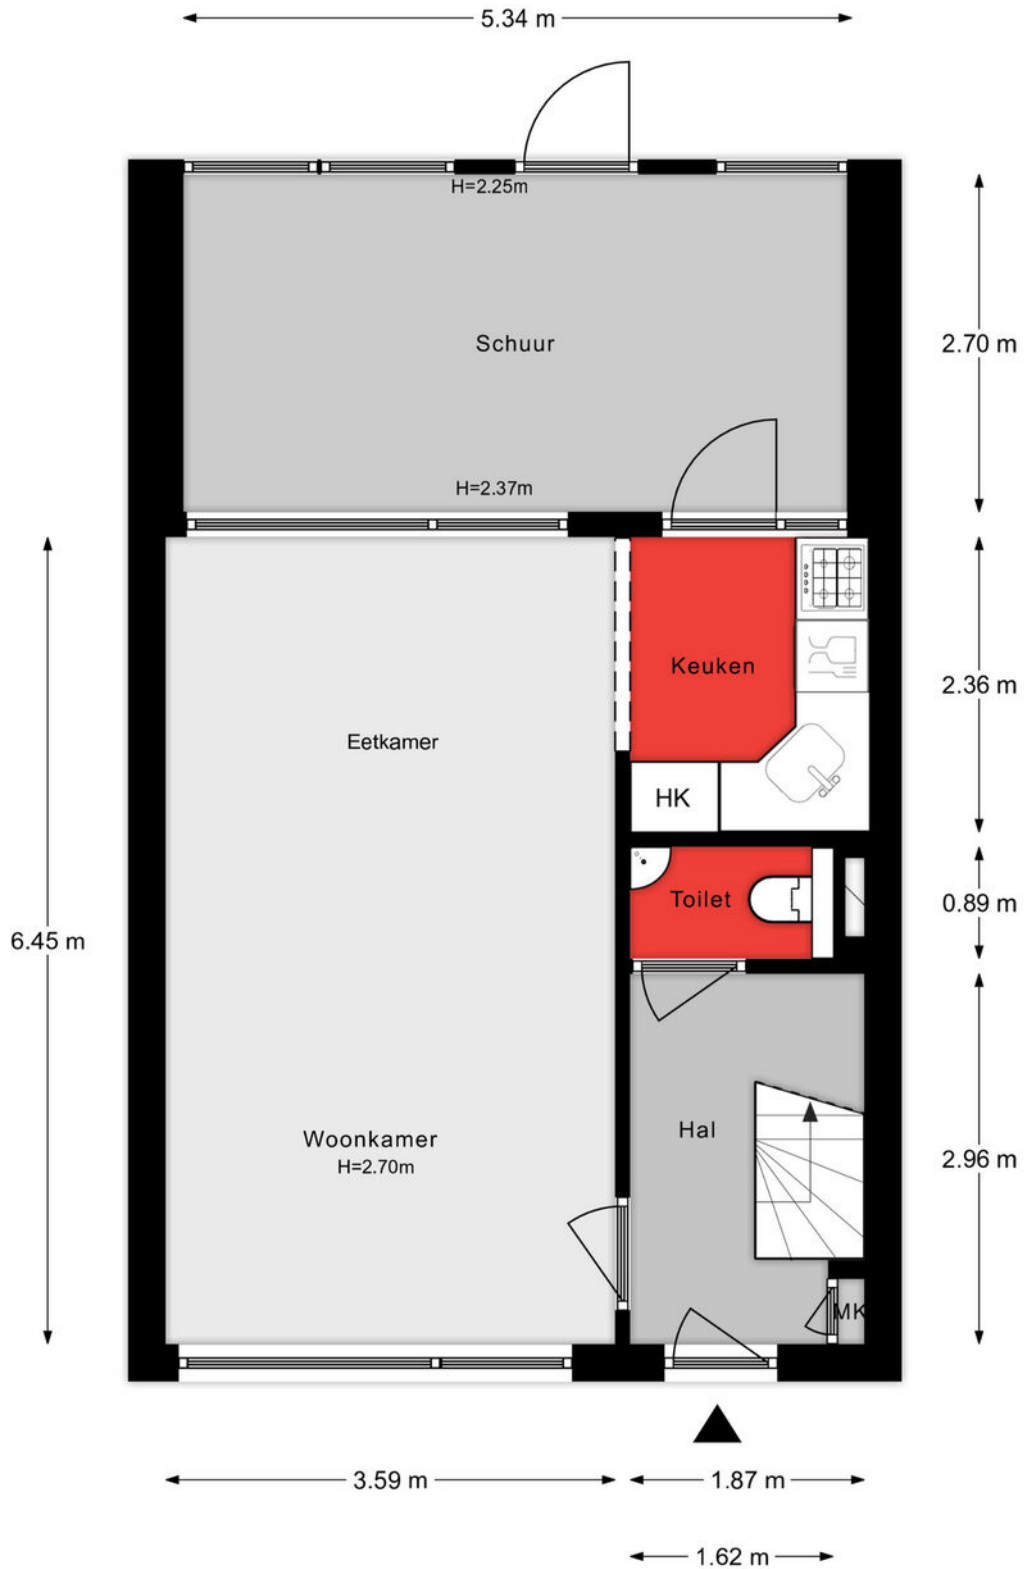 5.34 m
H=2.25m
Schuur
2.70 m
H=2.37m
Keuken
2.36 m
Eetkamer
HK
Toilet
0.89 m
6.45 m
Hal
Woonkamer
H=2.70m
2.96 m
MK
3.59 m
1.87 m
1.62 m